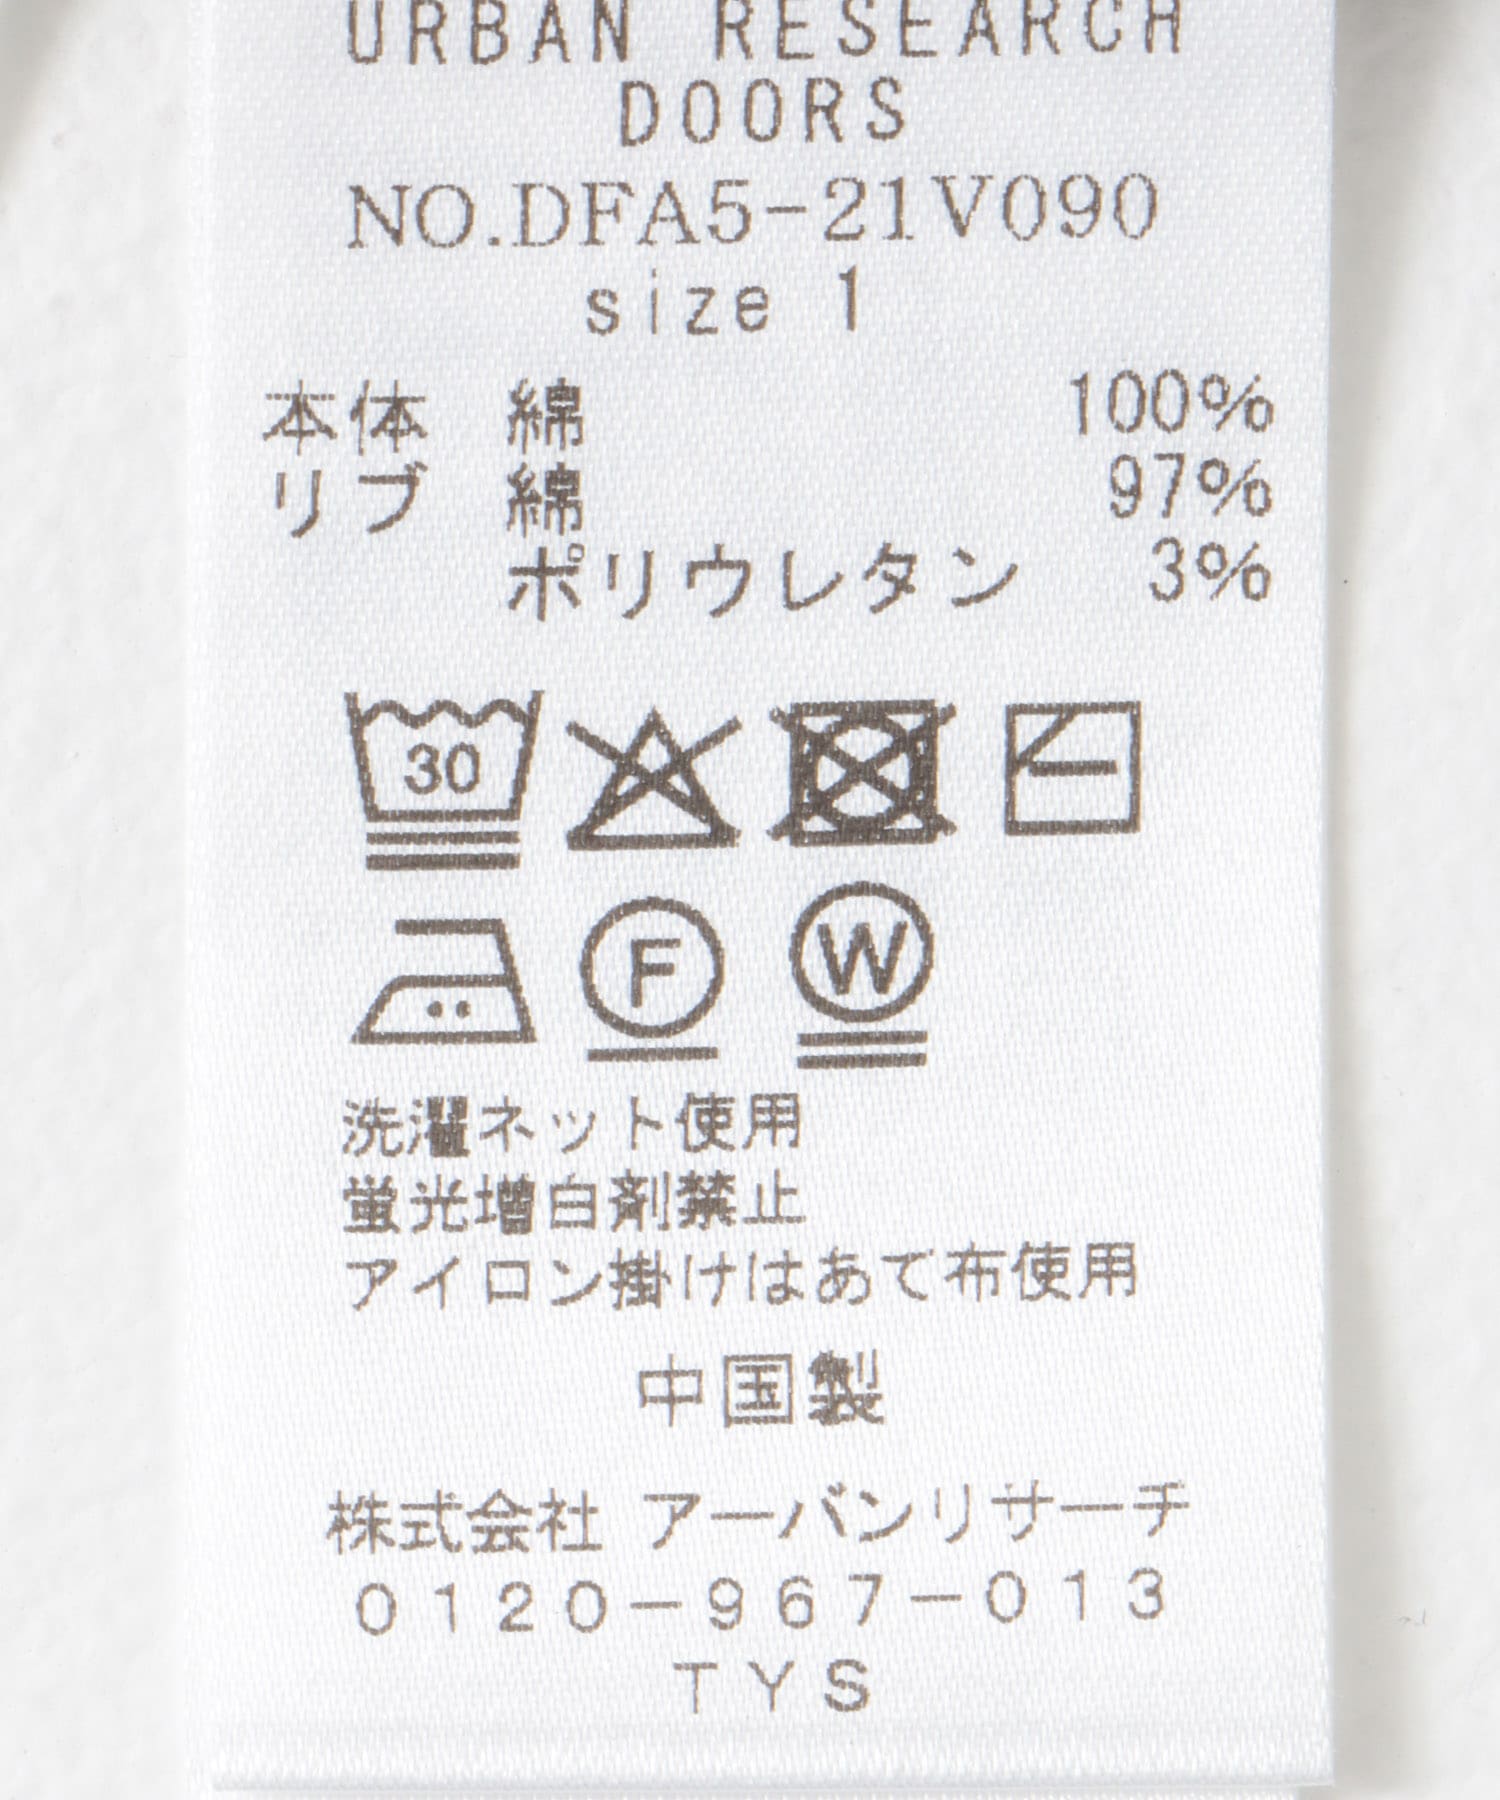 URBAN RESEARCH
DOORS
NO.DFA5-21V090
size 1
本体 綿 100%
リブ 綿 97%
ポリウレタン 3%
30
F W
洗濯ネット使用
蛍光増白剤禁止
アイロン掛けはあて布使用
中国製
株式会社 アーバンリサーチ
0120-967-013
TYS